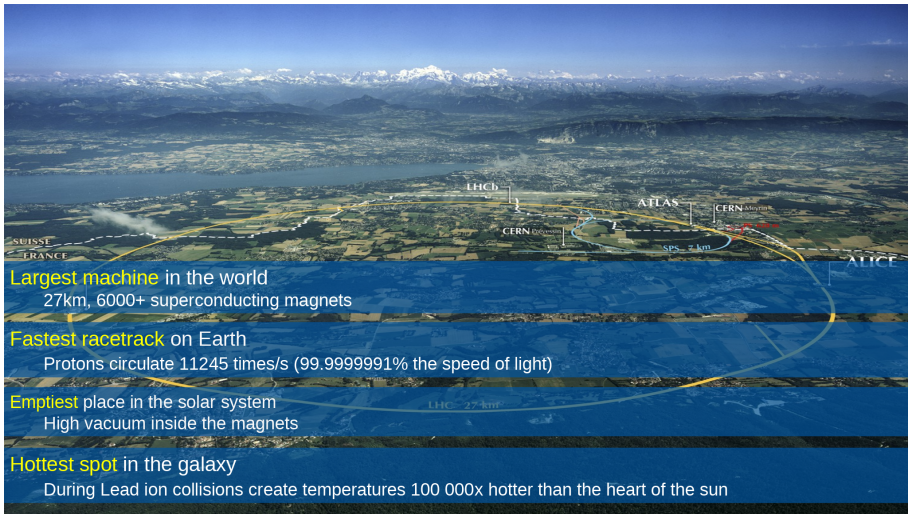 LHCb
ATLAS
CERN Meyrin
CERN Prévessin
SPS 7 km
SUISSE
FRANCE
ALICE
Largest machine in the world
27km, 6000+ superconducting magnets
Fastest racetrack on Earth
Protons circulate 11245 times/s (99.9999991% the speed of light)
Emptiest place in the solar system
LHC 27 km
High vacuum inside the magnets
Hottest spot in the galaxy
During Lead ion collisions create temperatures 100 000x hotter than the heart of the sun